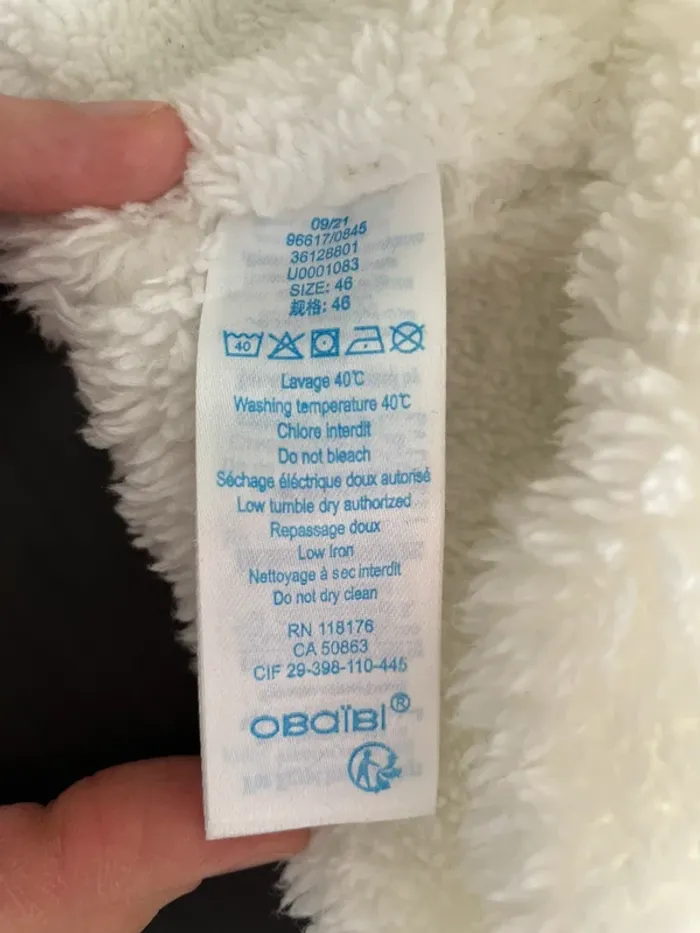 09/21
96617/0845
36128801
U0001083
SIZE: 46
规格: 46
40
Lavage 40℃
Washing temperature 40℃
Chlore interdit
Do not bleach
Séchage éléctrique doux autorisé
Low tumble dry authorized
Repassage doux
Low Iron
Nettoyage à sec interdit
Do not dry clean
RN 118176
CA 50863
CIF 29-398-110-445
OBaïBI®